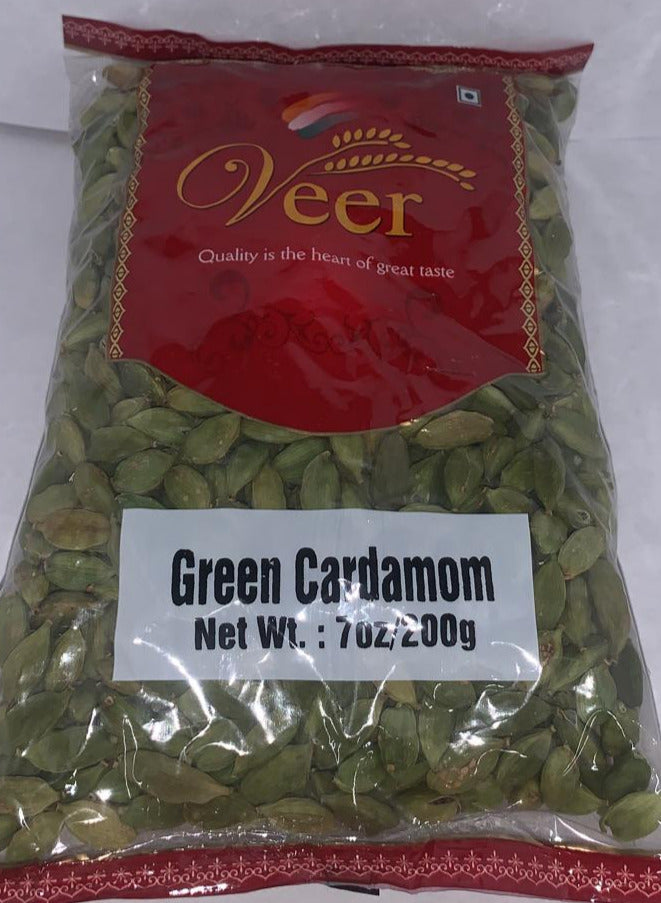 Veer
Quality is the heart of great taste
Green Cardamom
Net Wt. : 7oz/200g